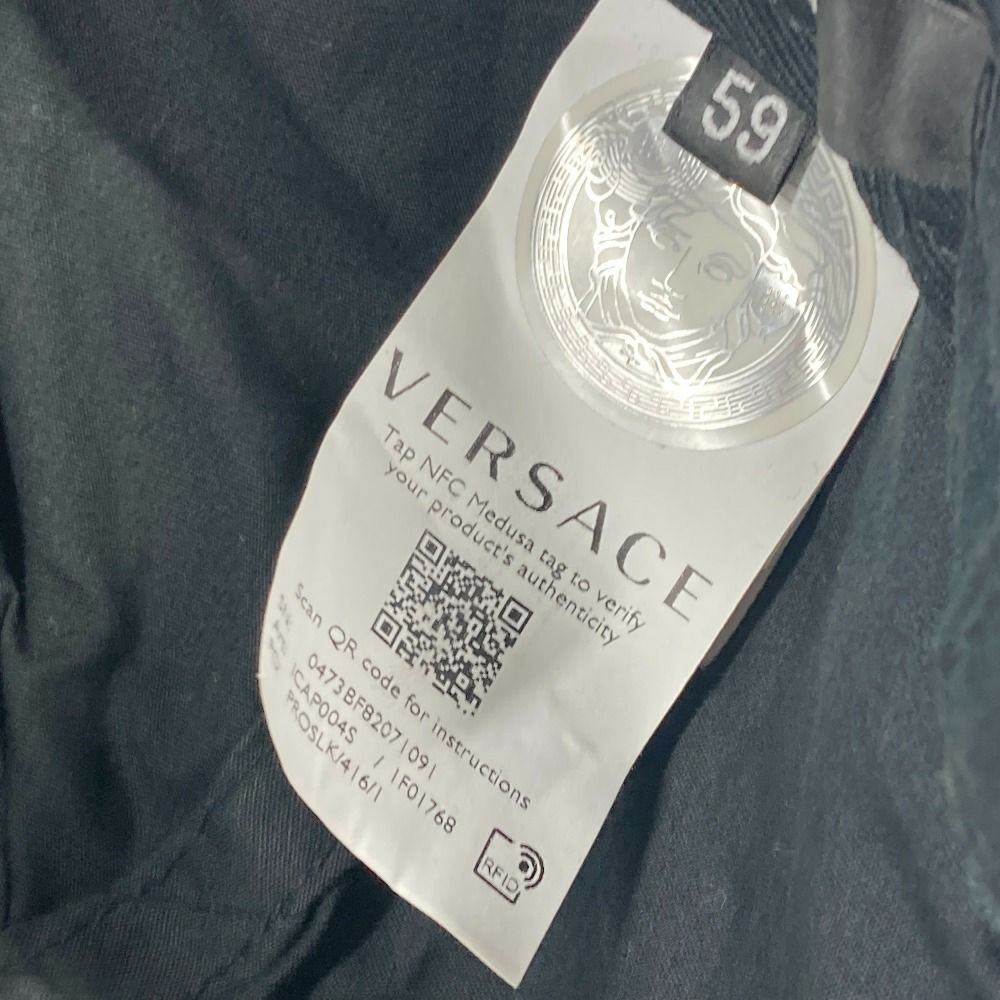 59
VERSACE
Tap NFC Medusa tag to verify
your product's authenticity
Scan QR code for instructions
0473BF82071091
ICAP004S / 1F01768
PROSLK/416/1
RFID